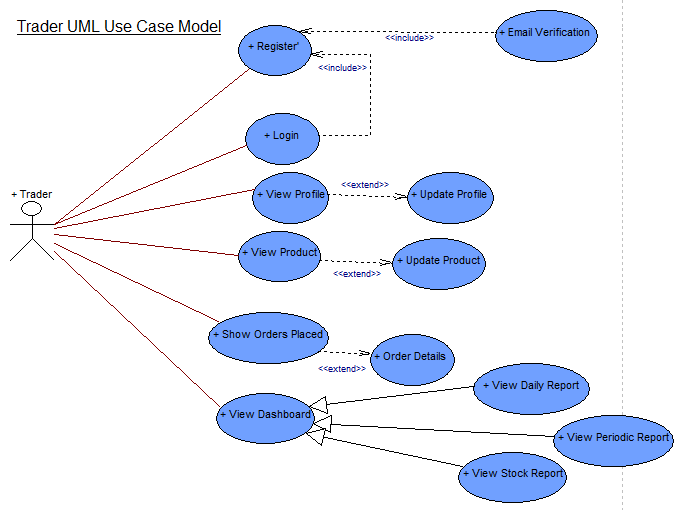 Trader UML Use Case Model
+ Register'
<<include>>
+ Email Verification
<<include>>
+ Login
+ Trader
+ View Profile
<<extend>>
+ Update Profile
+ View Product
<<extend>>
+ Update Product
+ Show Orders Placed
<<extend>>
+ Order Details
+ View Dashboard
+ View Daily Report
+ View Periodic Report
+ View Stock Report